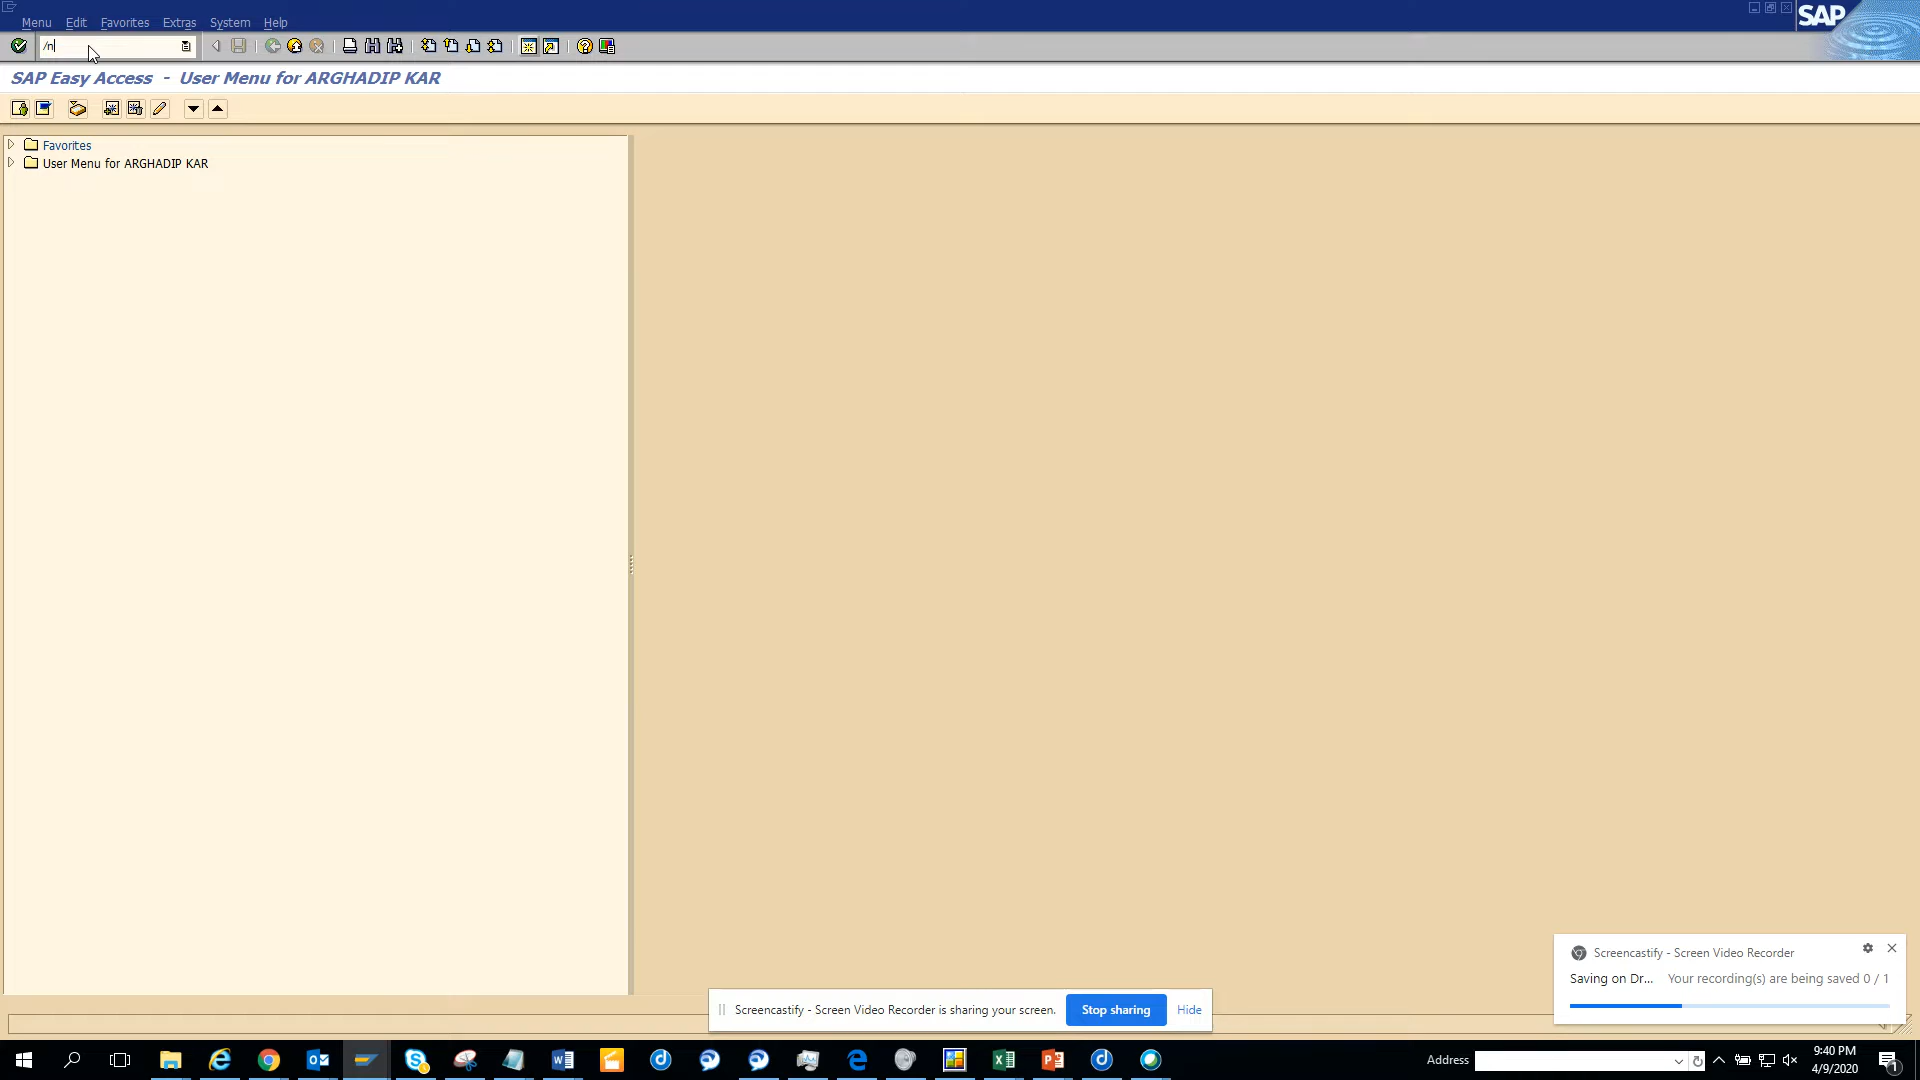 Menu Edit Favorites Extras System Help
SAP
/n
SAP Easy Access - User Menu for ARGHADIP KAR
Favorites
User Menu for ARGHADIP KAR
Screencastify - Screen Video Recorder
Saving on Dr... Your recording(s) are being saved 0 / 1
Screencastify - Screen Video Recorder is sharing your screen. Stop sharing Hide
Address
9:40 PM
4/9/2020
1